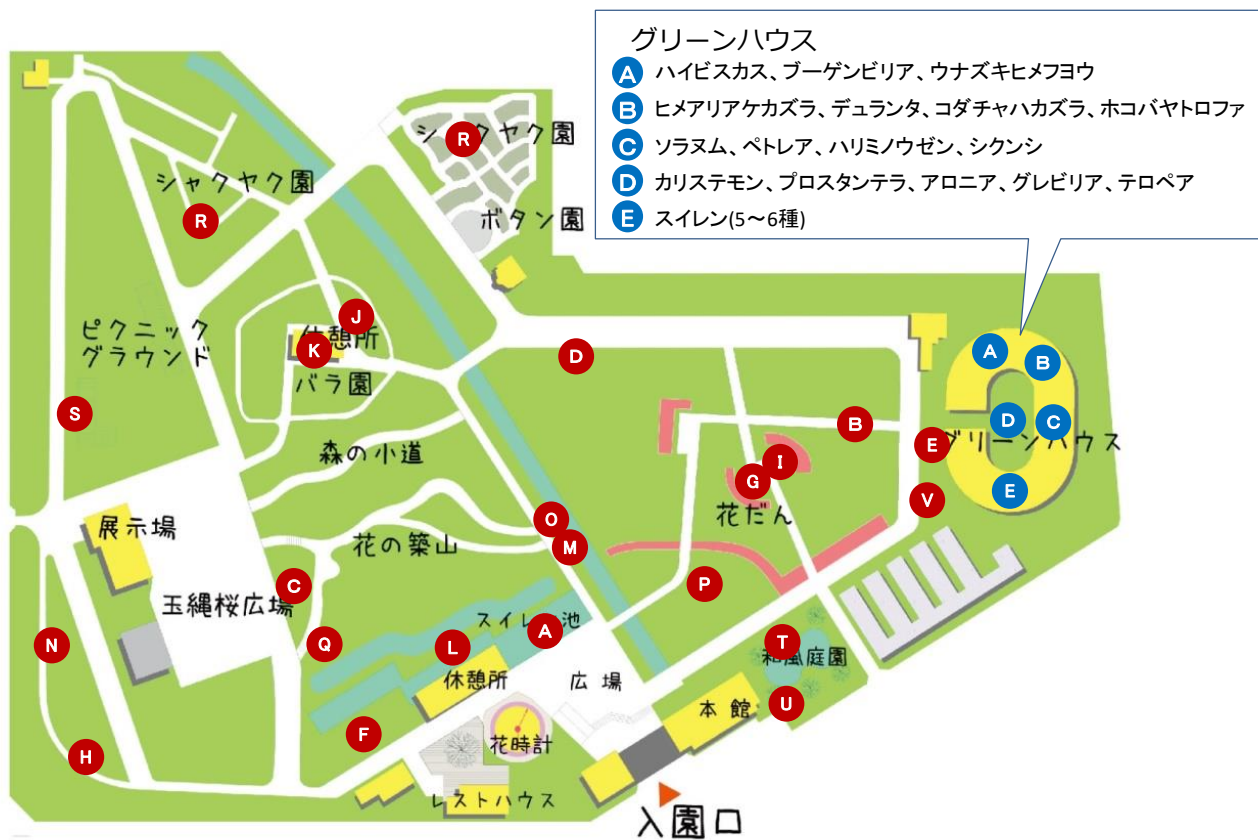 グリーンハウス
A ハイビスカス、ブーゲンビリア、ウナズキヒメフヨウ
B ヒメアリアケカズラ、デュランタ、コダチャハカズラ、ホコバヤトロファ
C ソラヌム、ペトレア、ハリミノウゼン、シクンシ
D カリステモン、プロスタンテラ、アロニア、グレビリア、テロペア
E スイレン(5～6種)
シャクヤク園
R
シャクヤク園
R
ボタン園
J
休憩所
K
バラ園
ピクニック
グラウンド
S
D
A
B
D
C
E
グリーンハウス
E
V
B
I
G
花だん
森の小道
O
M
花の築山
展示場
C
玉縄桜広場
P
スイレン池
A
L
Q
N
T
和風庭園
休憩所
広場
本館
U
F
花時計
H
レストハウス
入園口